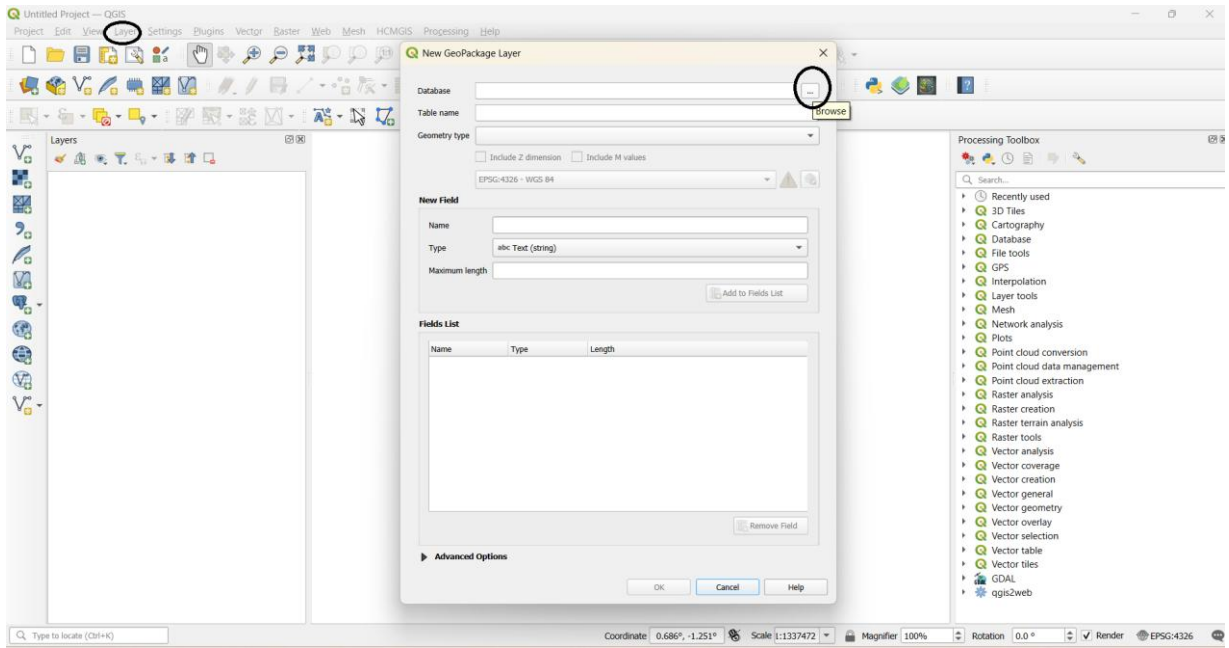 Untitled Project — QGIS
Project Edit View Layer Settings Plugins Vector Raster Web Mesh HCMGIS Processing Help
New GeoPackage Layer
Database
...
Browse
Table name
Geometry type
Include Z dimension Include M values
EPSG:4326 - WGS 84
New Field
Name
Type abc Text (string)
Maximum length
Add to Fields List
Fields List
Name Type Length
Remove Field
Advanced Options
OK Cancel Help
Layers
Processing Toolbox
Search...
Recently used
3D Tiles
Cartography
Database
File tools
GPS
Interpolation
Layer tools
Mesh
Network analysis
Plots
Point cloud conversion
Point cloud data management
Point cloud extraction
Raster analysis
Raster creation
Raster terrain analysis
Raster tools
Vector analysis
Vector coverage
Vector creation
Vector general
Vector geometry
Vector overlay
Vector selection
Vector table
Vector tiles
GDAL
qgis2web
Type to locate (Ctrl+K) Coordinate 0.686°, -1.251° Scale 1:1337472 Magnifier 100% Rotation 0.0 ° Render EPSG:4326